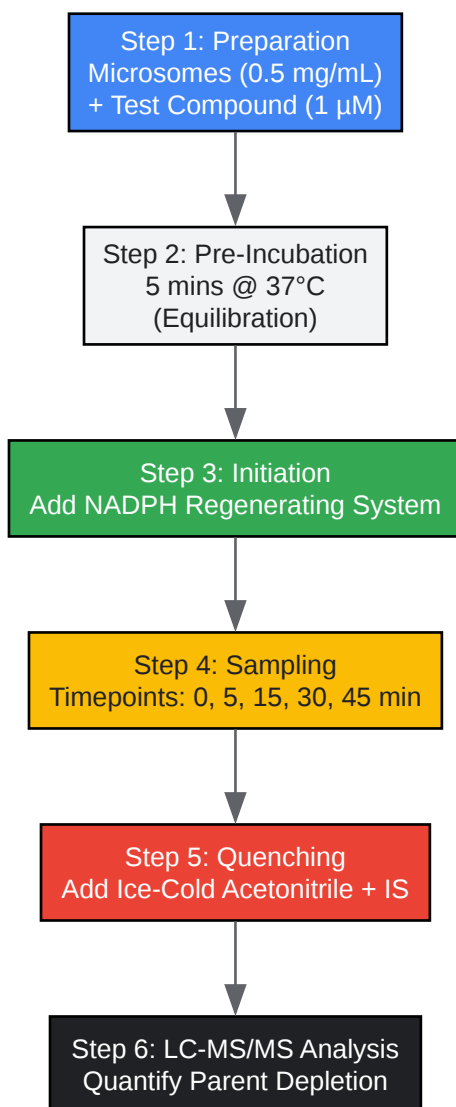 Step 1: Preparation
Microsomes (0.5 mg/mL)
+ Test Compound (1 µM)
Step 2: Pre-Incubation
5 mins @ 37°C
(Equilibration)
Step 3: Initiation
Add NADPH Regenerating System
Step 4: Sampling
Timepoints: 0, 5, 15, 30, 45 min
Step 5: Quenching
Add Ice-Cold Acetonitrile + IS
Step 6: LC-MS/MS Analysis
Quantify Parent Depletion